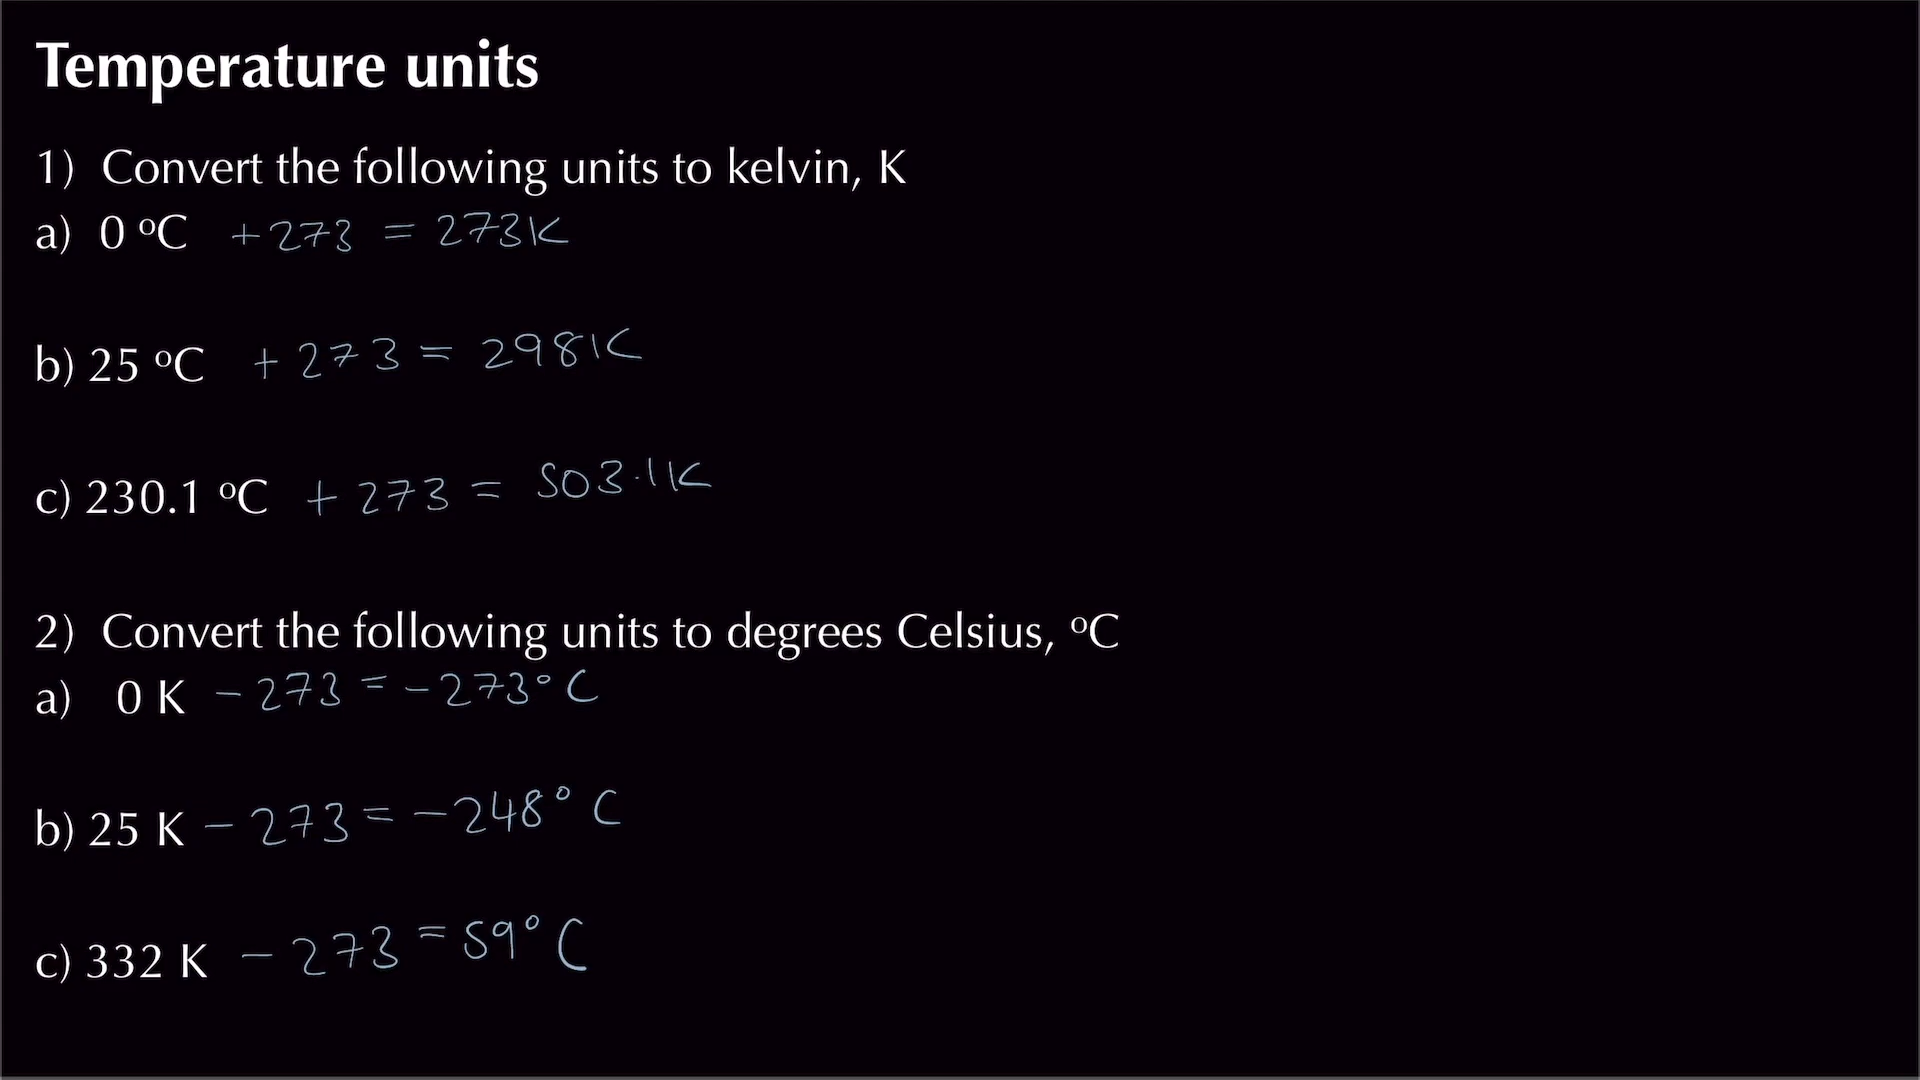 Temperature units
1) Convert the following units to kelvin, K
a) 0 ºC +273 = 273K
b) 25 ºC +273 = 298K
c) 230.1 ºC +273 = 503.1K
2) Convert the following units to degrees Celsius, ºC
a) 0 K -273 = -273° C
b) 25 K -273 = -248° C
c) 332 K -273 = 59° C